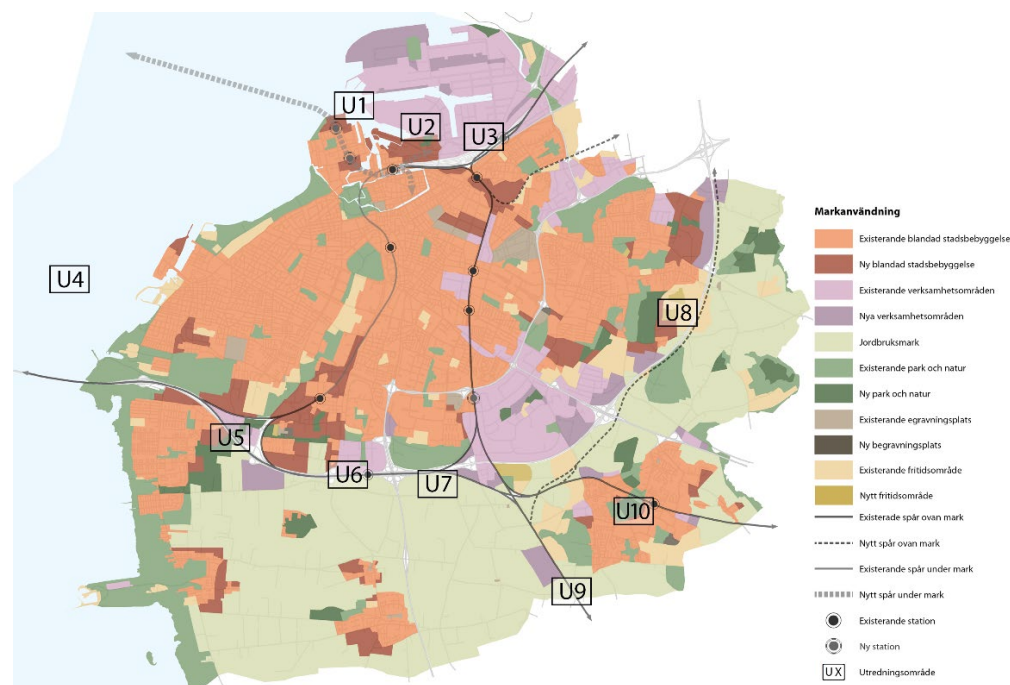 U1
U2
U3
U4
U8
U5
U6
U7
U10
U9
Markanvändning
Existerande blandad stadsbebyggelse
Ny blandad stadsbebyggelse
Existerande verksamhetsområden
Nya verksamhetsområden
Jordbruksmark
Existerande park och natur
Ny park och natur
Existerande egravningsplats
Ny begravningsplats
Existerande fritidsområde
Nytt fritidsområde
Existerade spår ovan mark
Nytt spår ovan mark
Existerande spår under mark
Nytt spår under mark
Existerande station
Ny station
U X Utredningsområde